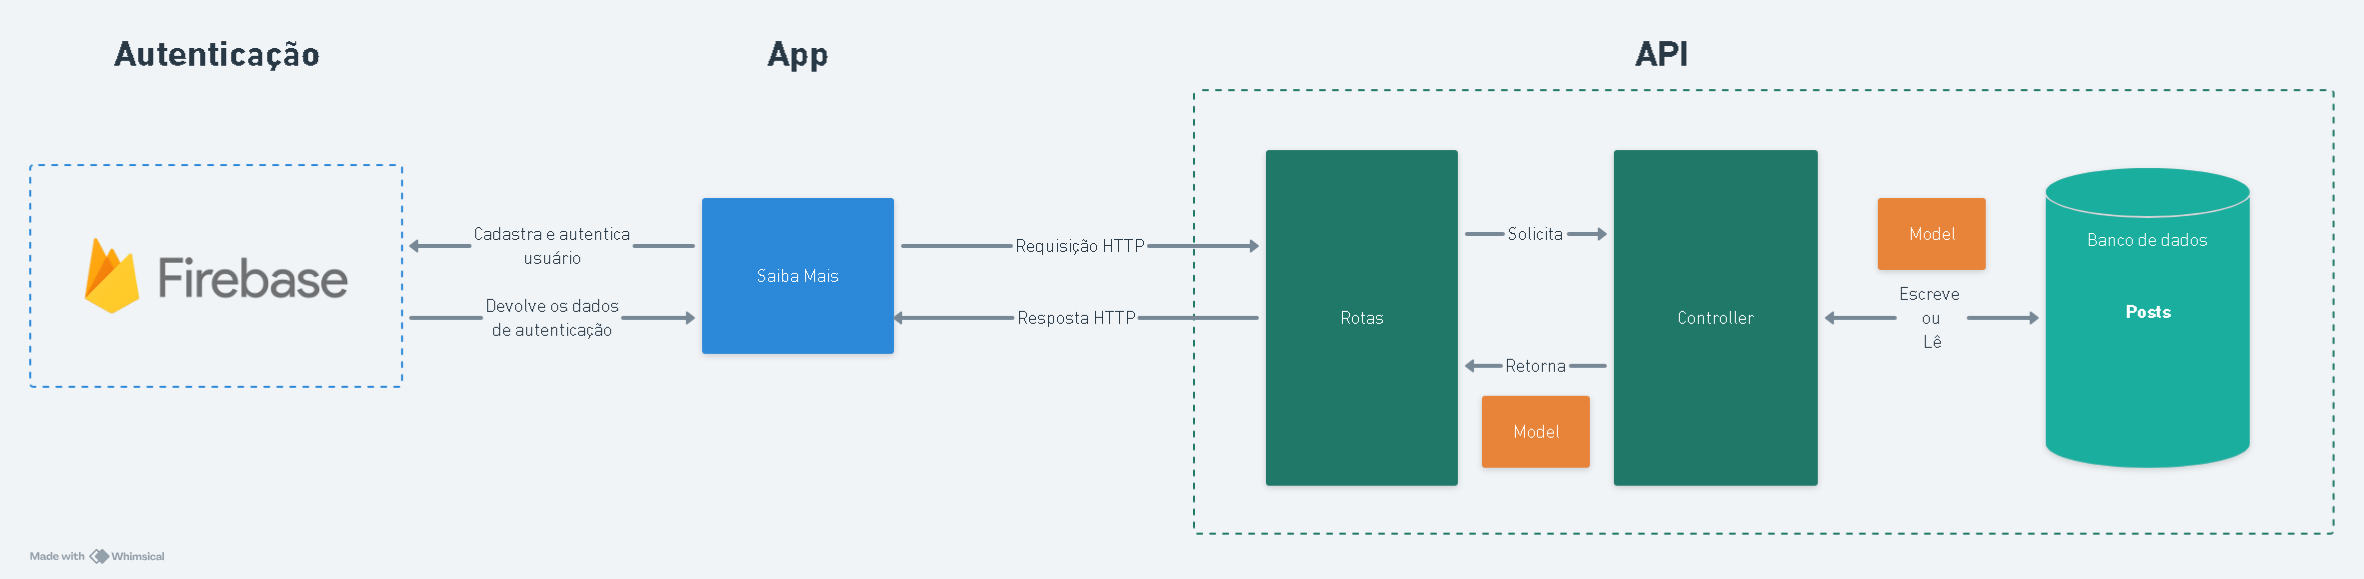 Autenticação
App
API
Firebase
Cadastra e autentica
usuário
Devolve os dados
de autenticação
Saiba Mais
Requisição HTTP
Resposta HTTP
Rotas
Solicita
Retorna
Model
Controller
Model
Escreve
ou
Lê
Banco de dados
Posts
Made with Whimsical